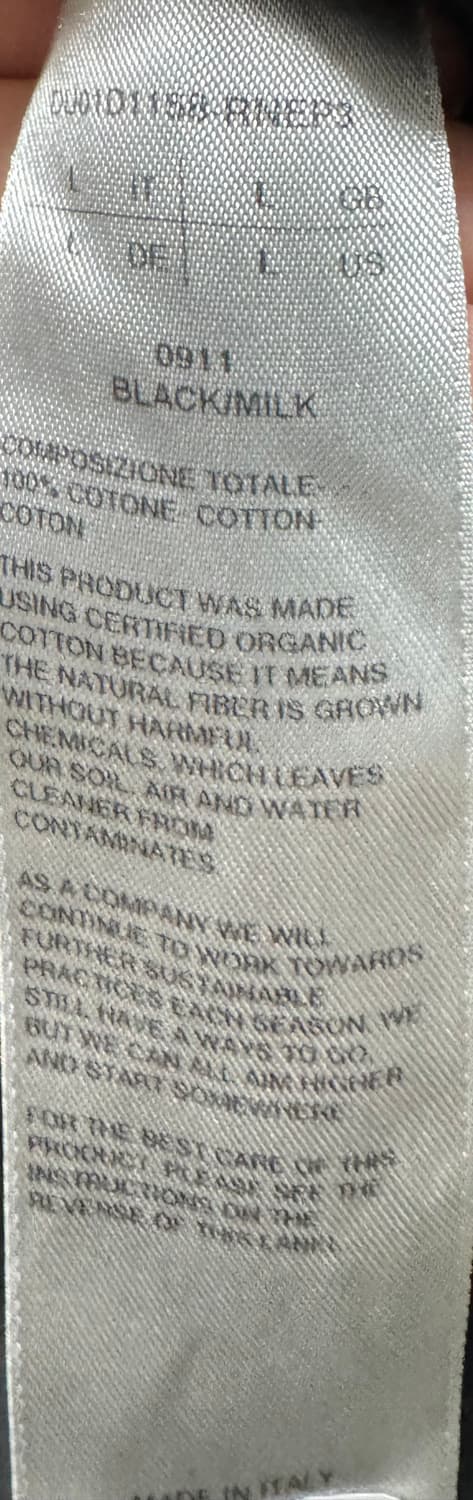 DU01D1168-RNEP3
L IT L GB
L DE L US
0911
BLACK/MILK
COMPOSIZIONE TOTALE-
100% COTONE- COTTON-
COTON
THIS PRODUCT WAS MADE
USING CERTIFIED ORGANIC
COTTON BECAUSE IT MEANS
THE NATURAL FIBER IS GROWN
WITHOUT HARMFUL
CHEMICALS, WHICH LEAVES
OUR SOIL, AIR AND WATER
CLEANER FROM
CONTAMINATES
AS A COMPANY WE WILL
CONTINUE TO WORK TOWARDS
FURTHER SUSTAINABLE
PRACTICES EACH SEASON. WE
STILL HAVE A WAYS TO GO,
BUT WE CAN ALL AIM HIGHER
AND START SOMEWHERE
FOR THE BEST CARE OF THIS
PRODUCT PLEASE SEE THE
INSTRUCTIONS ON THE
REVERSE OF THIS LABEL
MADE IN ITALY